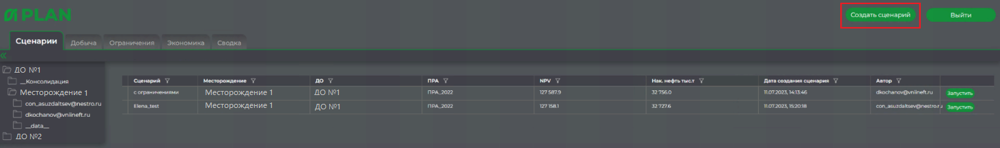 PLAN
Создать сценарий
Выйти
Сценарии
Добыча
Ограничения
Экономика
Сводка
ДО №1
__Консолидация
Месторождение 1
con_asuzdaltsev@nestro.ru
dkochanov@vniineft.ru
__data__
ДО №2
Сценарий Месторождение ДО ПРА NPV Нак. нефть тыс.т Дата создания сценария Автор
с ограничениями Месторождение 1 ДО №1 ПРА_2022 127 587.9 32 756.0 11.07.2023, 14:13:46 dkochanov@vniineft.ru Запустить
Elena_test Месторождение 1 ДО №1 ПРА_2022 127 158.1 32 727.6 11.07.2023, 15:20:18 con_asuzdaltsev@nestro.ru Запустить